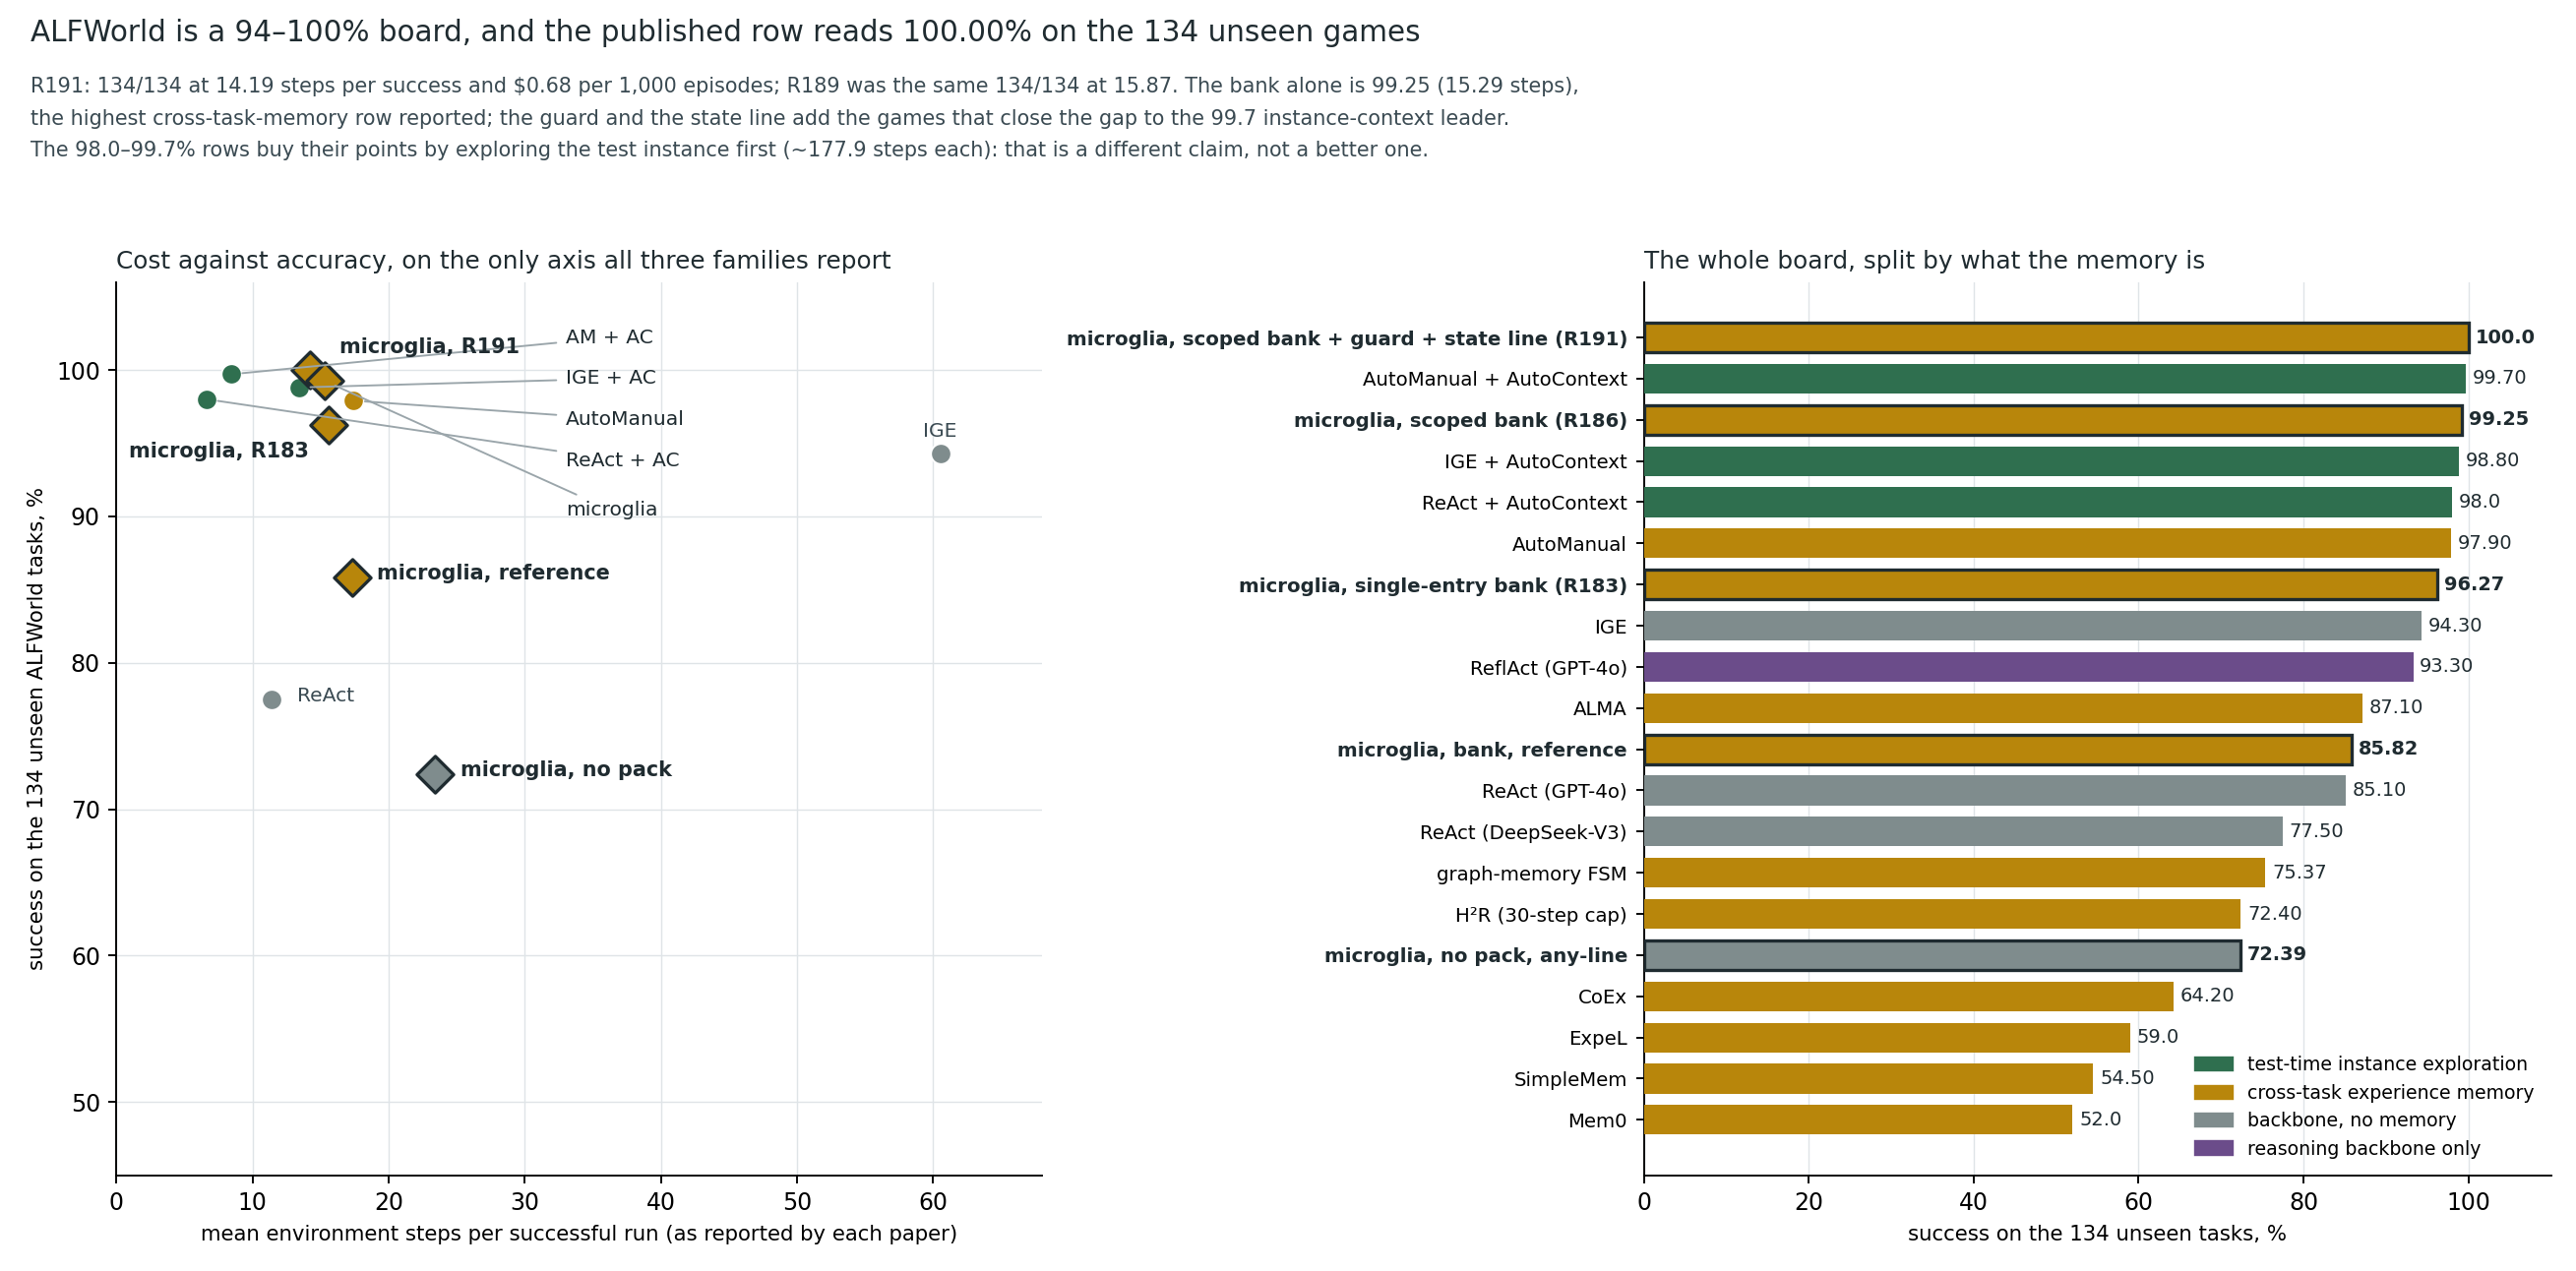 ALFWorld is a 94–100% board, and the published row reads 100.00% on the 134 unseen games
R191: 134/134 at 14.19 steps per success and $0.68 per 1,000 episodes; R189 was the same 134/134 at 15.87. The bank alone is 99.25 (15.29 steps),
the highest cross-task-memory row reported; the guard and the state line add the games that close the gap to the 99.7 instance-context leader.
The 98.0–99.7% rows buy their points by exploring the test instance first (~177.9 steps each): that is a different claim, not a better one.
Cost against accuracy, on the only axis all three families report
success on the 134 unseen ALFWorld tasks, %
100
90
80
70
60
50
microglia, R191
AM + AC
IGE + AC
AutoManual
ReAct + AC
microglia
microglia, R183
IGE
microglia, reference
ReAct
microglia, no pack
0 10 20 30 40 50 60
mean environment steps per successful run (as reported by each paper)
The whole board, split by what the memory is
microglia, scoped bank + guard + state line (R191) 100.0
AutoManual + AutoContext 99.70
microglia, scoped bank (R186) 99.25
IGE + AutoContext 98.80
ReAct + AutoContext 98.0
AutoManual 97.90
microglia, single-entry bank (R183) 96.27
IGE 94.30
ReflAct (GPT-4o) 93.30
ALMA 87.10
microglia, bank, reference 85.82
ReAct (GPT-4o) 85.10
ReAct (DeepSeek-V3) 77.50
graph-memory FSM 75.37
H²R (30-step cap) 72.40
microglia, no pack, any-line 72.39
CoEx 64.20
ExpeL 59.0
SimpleMem 54.50
Mem0 52.0
test-time instance exploration
cross-task experience memory
backbone, no memory
reasoning backbone only
0 20 40 60 80 100
success on the 134 unseen tasks, %